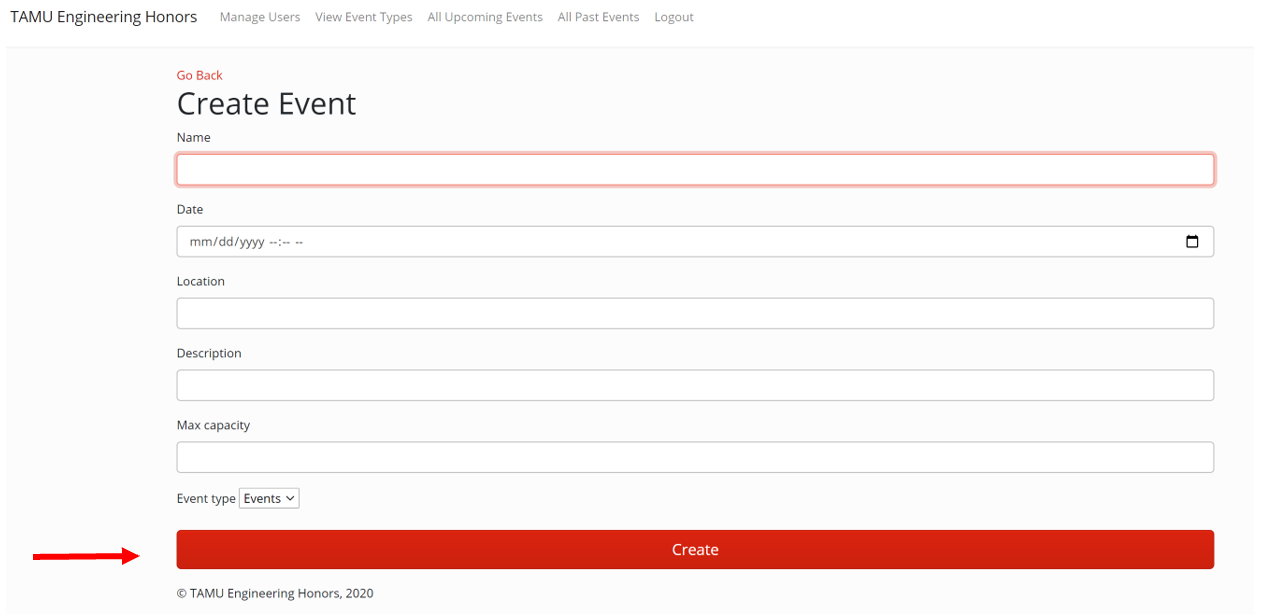 TAMU Engineering Honors Manage Users View Event Types All Upcoming Events All Past Events Logout
Go Back
Create Event
Name
Date
mm/dd/yyyy --:-- --
Location
Description
Max capacity
Event type Events
Create
© TAMU Engineering Honors, 2020